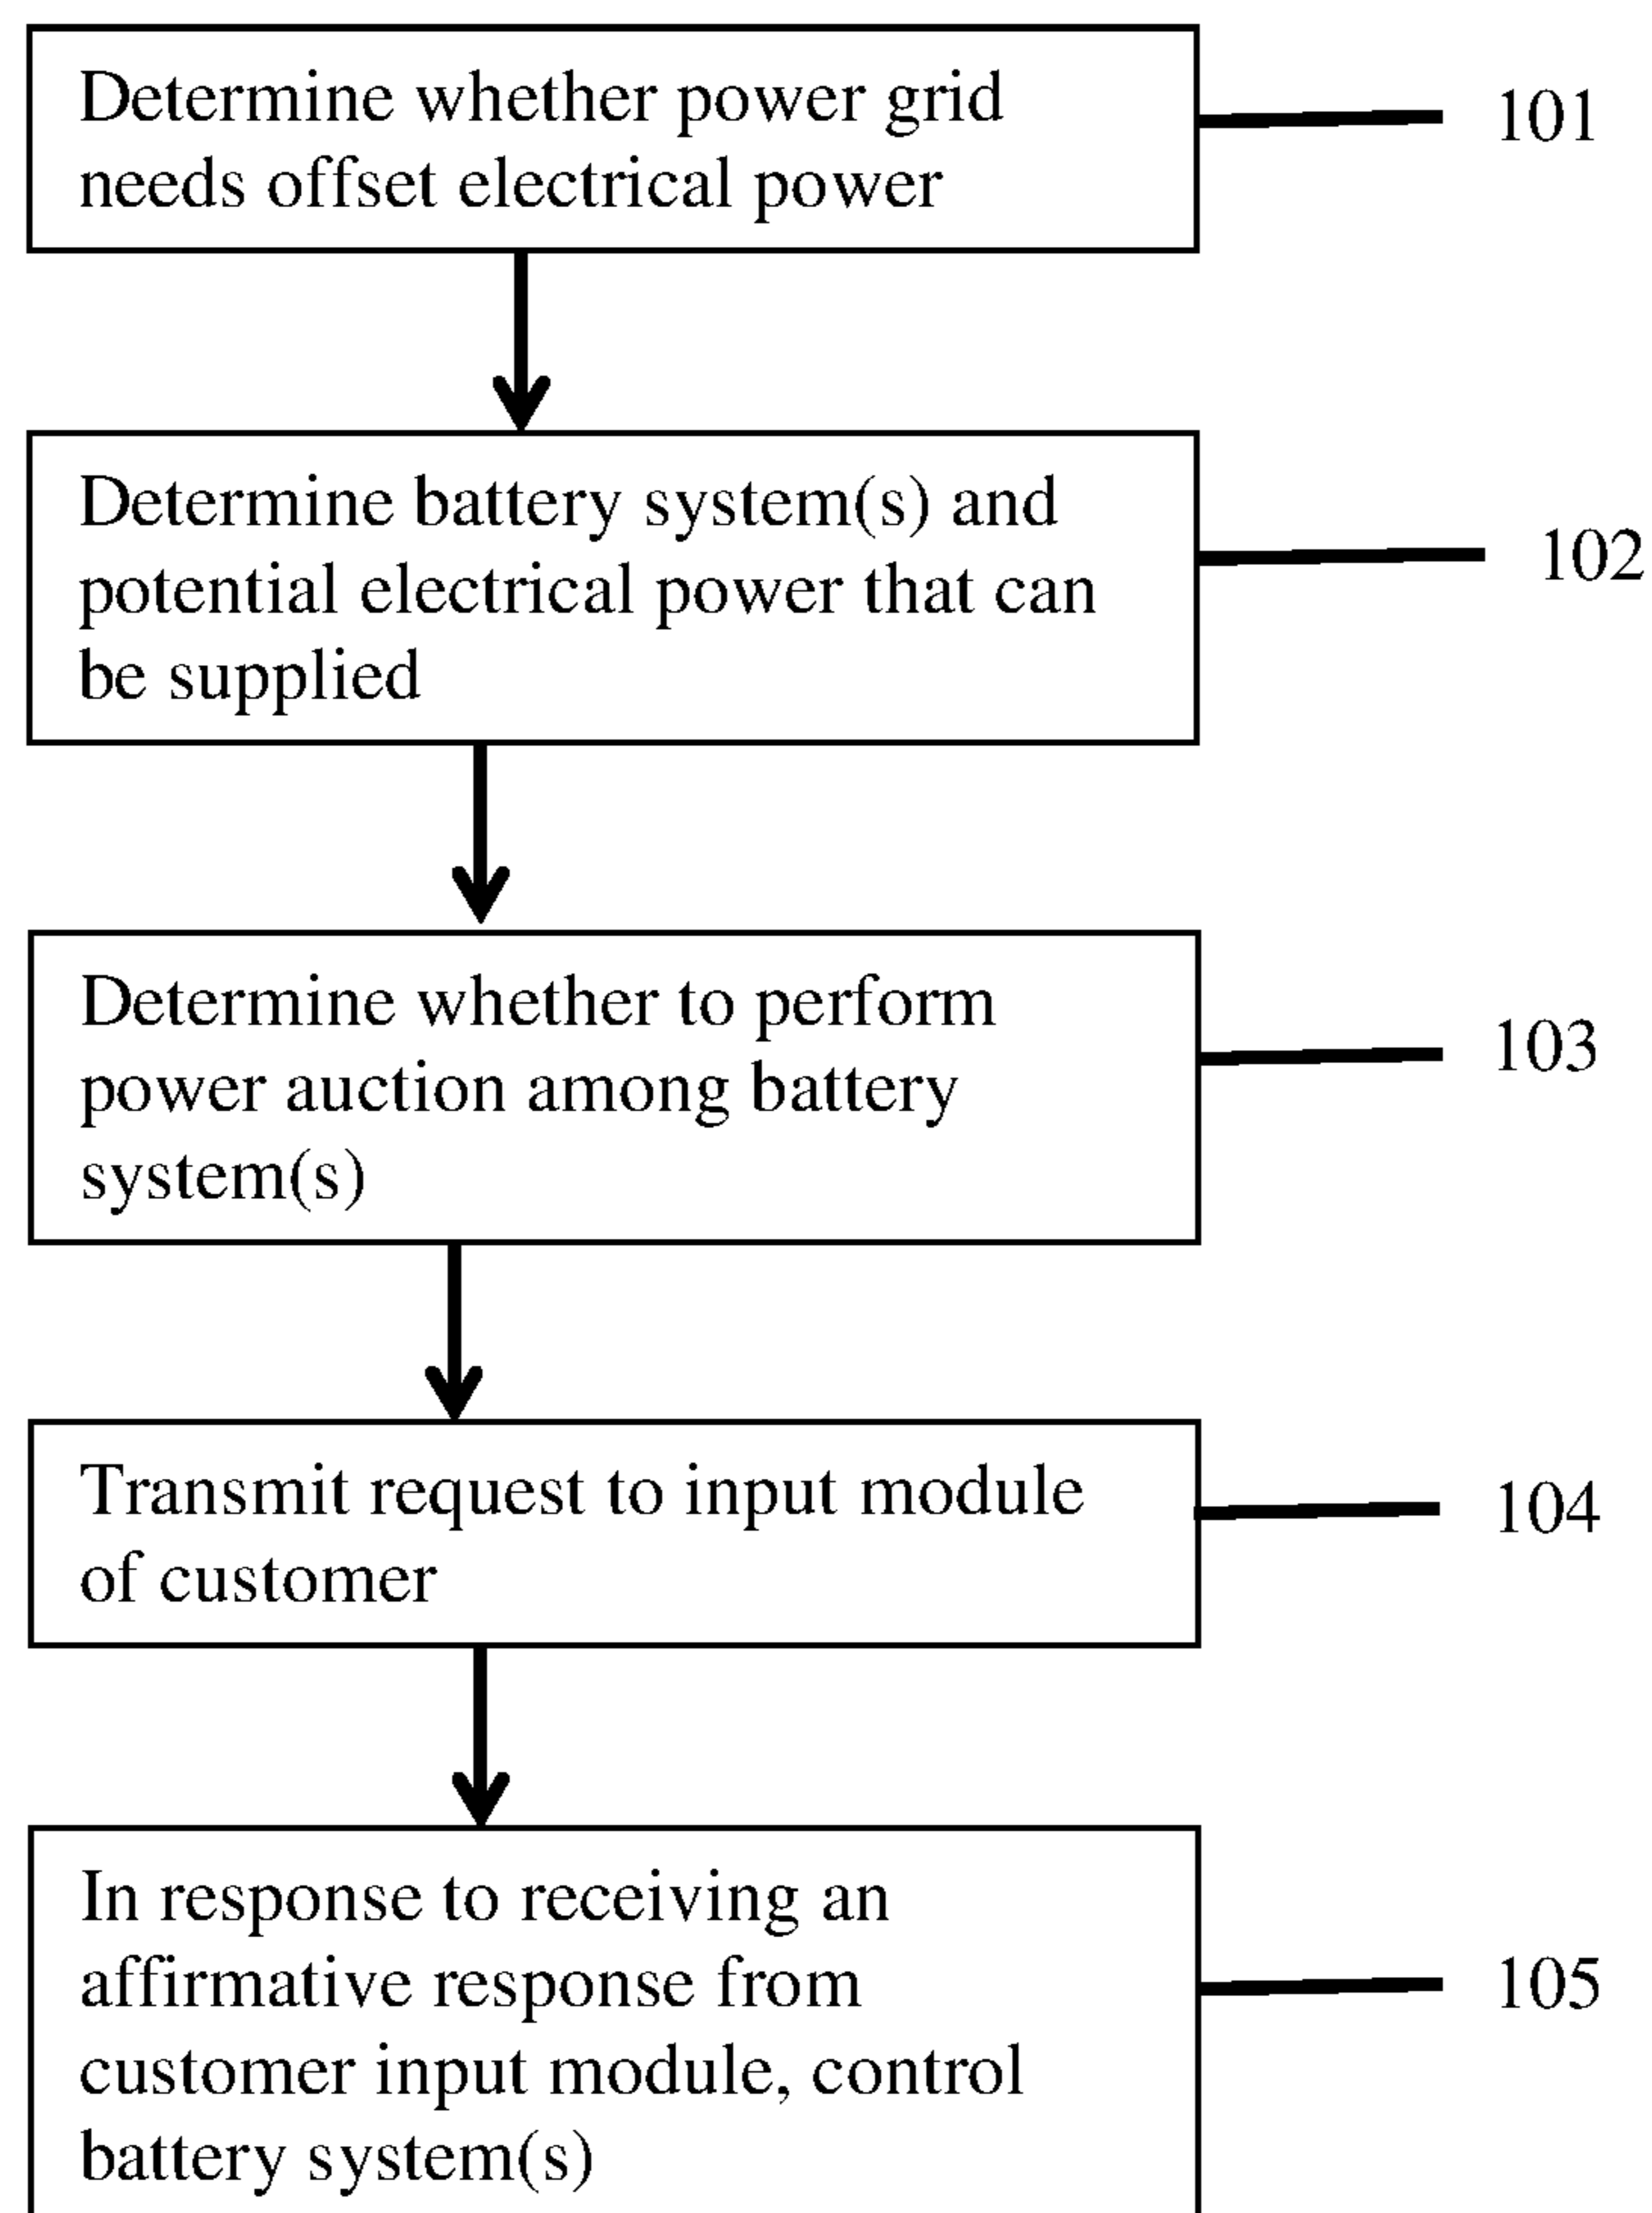 Determine whether power grid
needs offset electrical power
101
Determine battery system(s) and
potential electrical power that can
be supplied
102
Determine whether to perform
power auction among battery
system(s)
103
Transmit request to input module
of customer
104
In response to receiving an
affirmative response from
customer input module, control
battery system(s)
105